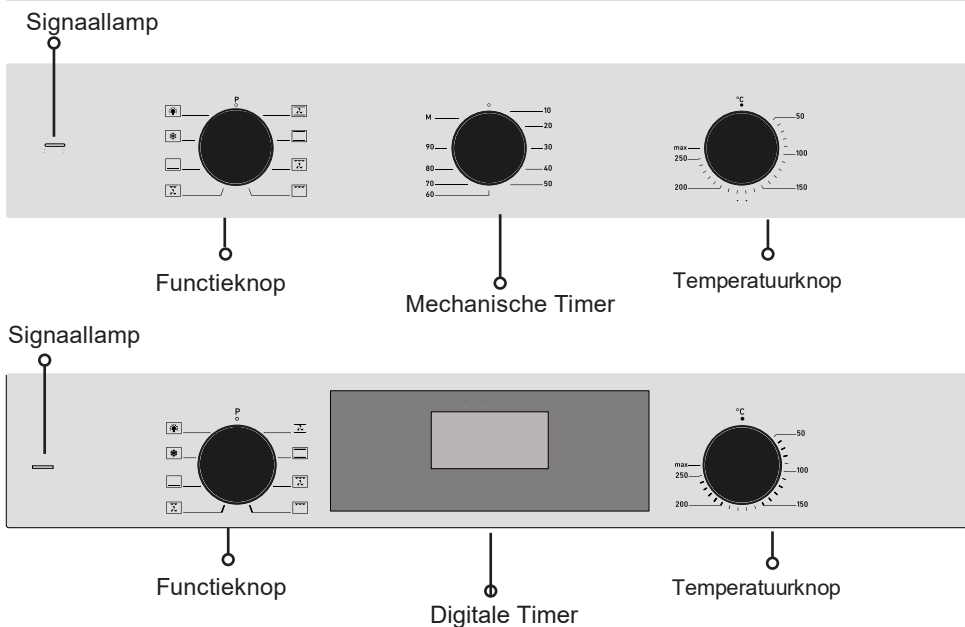 Signaallamp
P
M
10
20
30
40
50
60
70
80
90
°C
50
100
150
200
250
max
Functieknop
Mechanische Timer
Temperatuurknop
Signaallamp
P
°C
50
100
150
200
250
max
Functieknop
Digitale Timer
Temperatuurknop